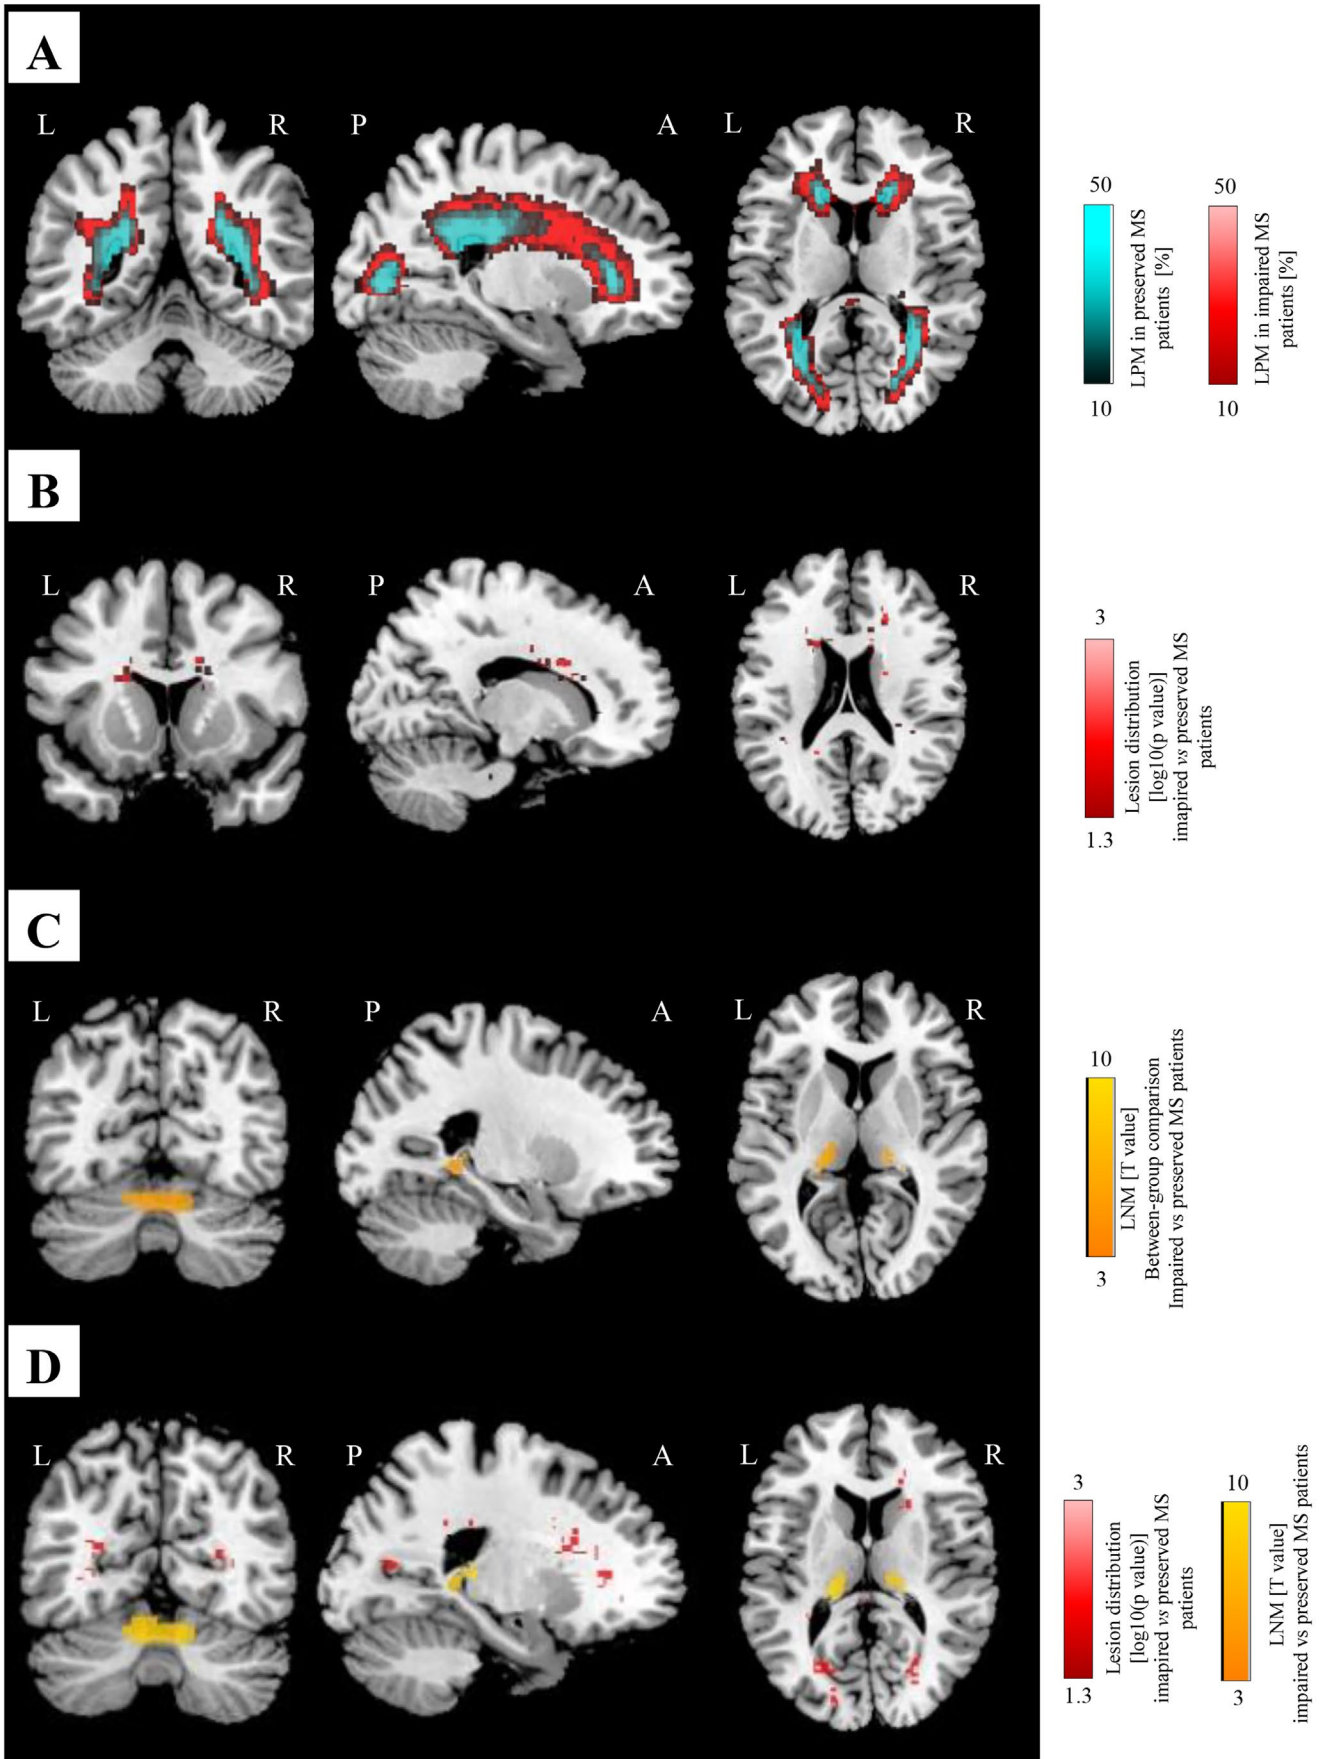 A
L
R
P
A
L
R
50
10
LPM in preserved MS
patients [%]
50
10
LPM in impaired MS
patients [%]
B
L
R
P
A
L
R
3
1.3
Lesion distribution
[log10(p value)]
imapired vs preserved MS
patients
C
L
R
P
A
L
R
10
3
LNM [T value]
Between-group comparison
Impaired vs preserved MS patients
D
L
R
P
A
L
R
3
1.3
Lesion distribution
[log10(p value)]
imapired vs preserved MS
patients
10
3
LNM [T value]
impaired vs preserved MS patients